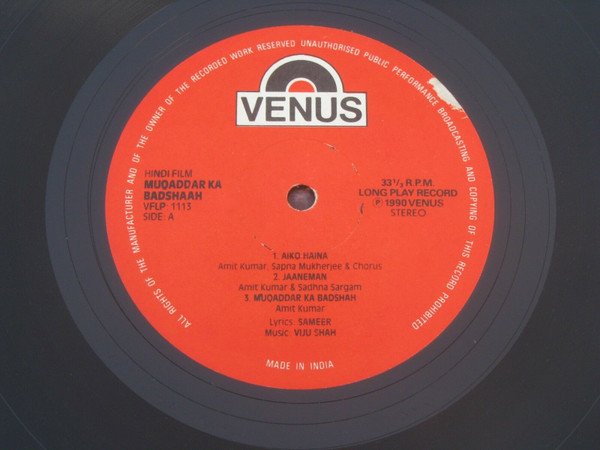 ALL RIGHTS OF THE MANUFACTURER AND OF THE OWNER OF THE RECORDED WORK RESERVED UNAUTHORISED PUBLIC PERFORMANCE BROADCASTING AND COPYING OF THIS RECORD PROHIBITED
VENUS
HINDI FILM
MUQADDAR KA
BADSHAAH
VFLP 1113
SIDE: A
33 1/3 R.P.M.
LONG PLAY RECORD
℗ 1990 VENUS
STEREO
1. AIKO HAINA
Amit Kumar, Sapna Mukherjee & Chorus
2. JAANEMAN
Amit Kumar & Sadhna Sargam
3. MUQADDAR KA BADSHAH
Amit Kumar
Lyrics: SAMEER
Music: VIJU SHAH
MADE IN INDIA